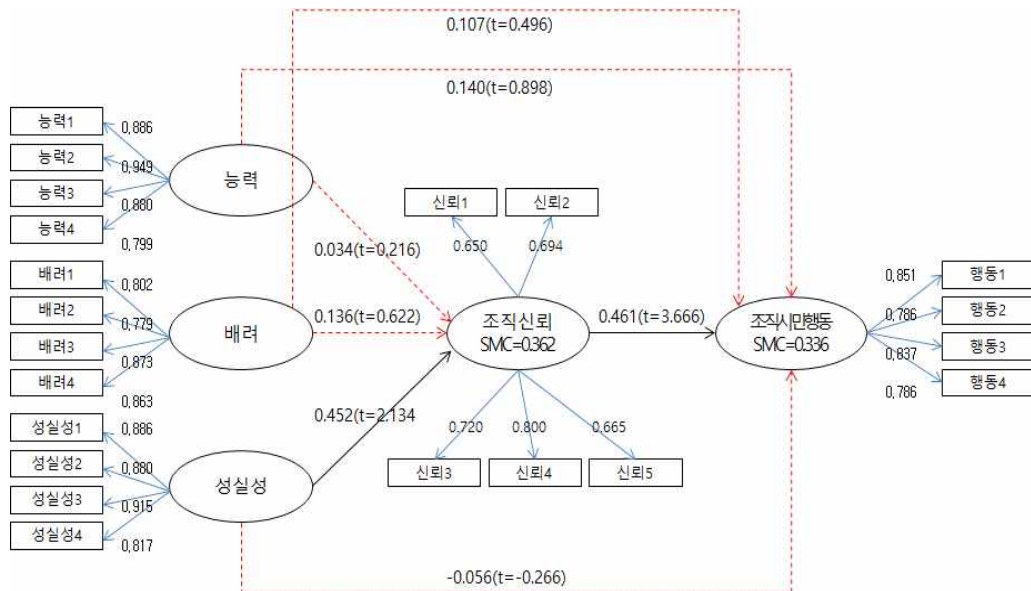 0.107(t=0.496)
0.140(t=0.898)
능력1
능력2
능력3
능력4
0.886
0.949
0.880
0.799
능력
신뢰1
신뢰2
0.650
0.694
0.034(t=0.216)
배려1
배려2
배려3
배려4
0.802
0.779
0.873
0.863
배려
0.136(t=0.622)
조직신뢰
SMC=0.362
0.461(t=3.676)
조직시민행동
SMC=0.336
0.851
0.786
0.837
0.786
행동1
행동2
행동3
행동4
0.452(t=2.134
0.720
0.800
0.665
신뢰3
신뢰4
신뢰5
성실성1
성실성2
성실성3
성실성4
0.886
0.880
0.915
0.817
성실성
-0.056(t=-0.266)